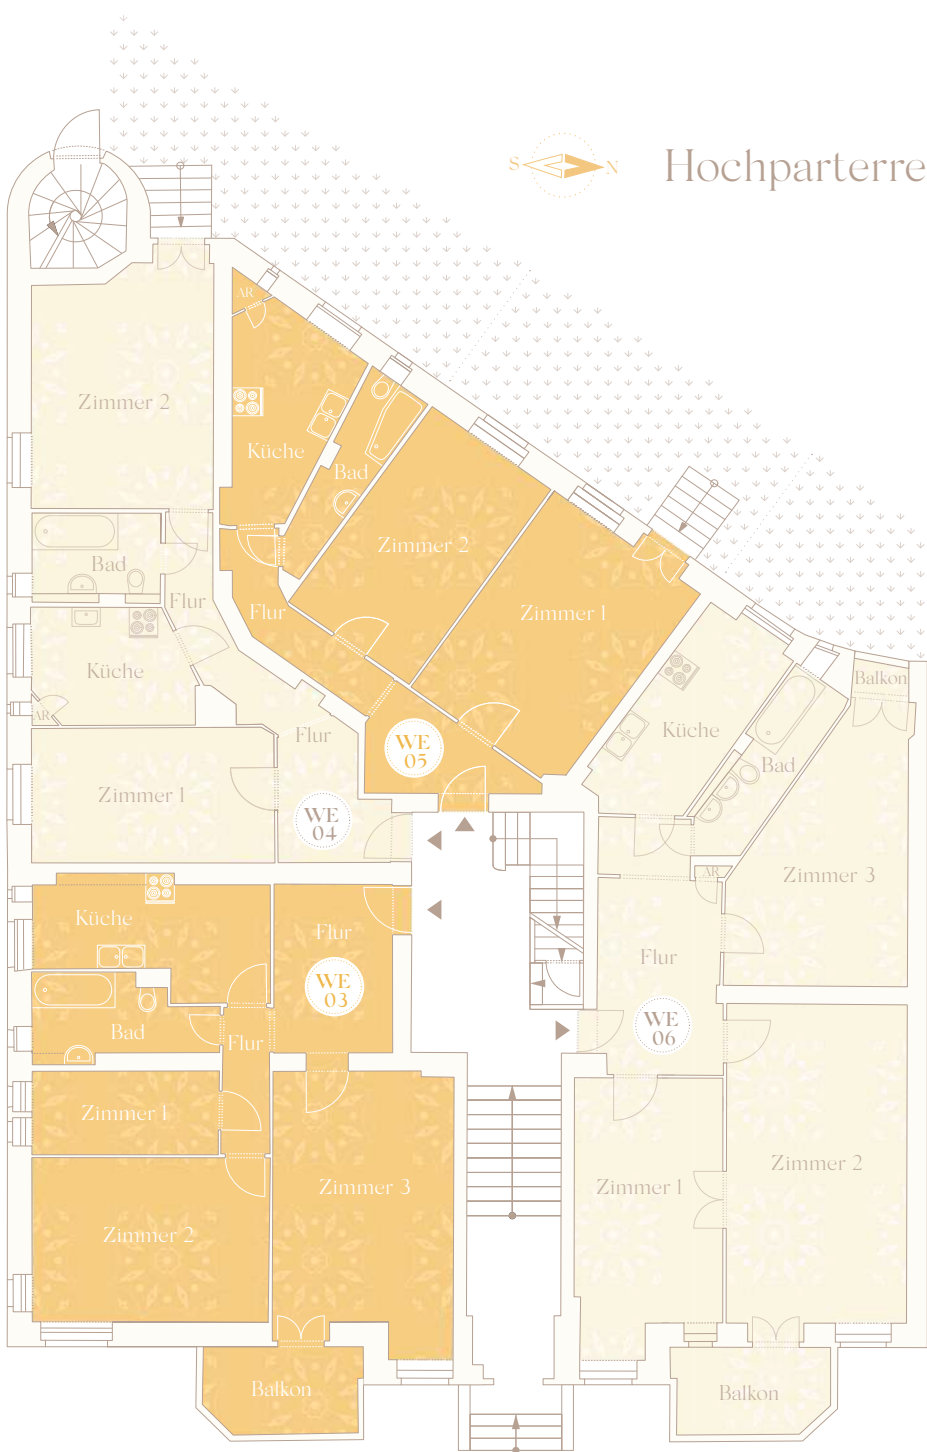 S N
Hochparterre
AR
Zimmer 2
Küche
Bad
Zimmer 2
Bad
Flur
Flur
Zimmer 1
Küche
Balkon
AR
Flur
Küche
WE
05
Bad
Zimmer 1
WE
04
AR
Zimmer 3
Küche
Flur
Flur
WE
03
WE
06
Bad
Flur
Zimmer 1
Zimmer 2
Zimmer 3
Zimmer 1
Zimmer 2
Balkon
Balkon